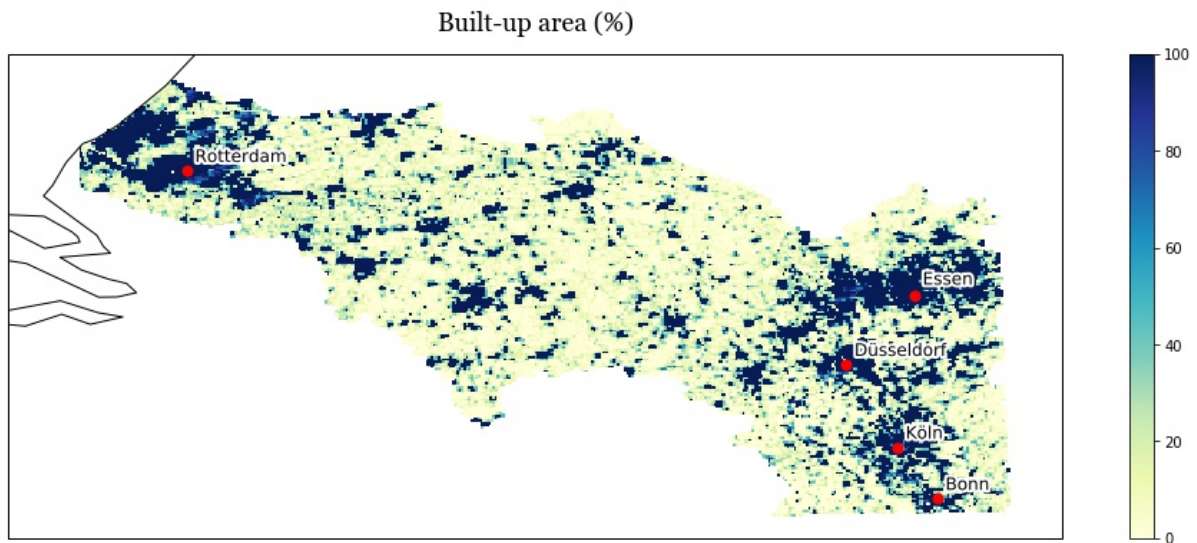 Built-up area (%)
Rotterdam
Essen
Düsseldorf
Köln
Bonn
100
80
60
40
20
0